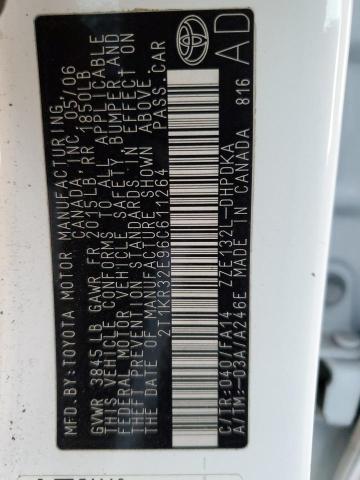 MFD.BY:TOYOTA MOTOR MANUFACTURING
CANADA, INC. 05/06
GVWR 3845LB GAWR FR 2015LB, RR 1850LB
THIS VEHICLE CONFORMS TO ALL APPLICABLE
FEDERAL MOTOR VEHICLE SAFETY, BUMPER, AND
THEFT PREVENTION STANDARDS IN EFFECT ON
THE DATE OF MANUFACTURE SHOWN ABOVE.
2T1KR32E96C611264 PASS.CAR
C/TR:040/FA14 ZZE132L-DHPDKA
A/TM:-03A/A246E MADE IN CANADA 816
AD